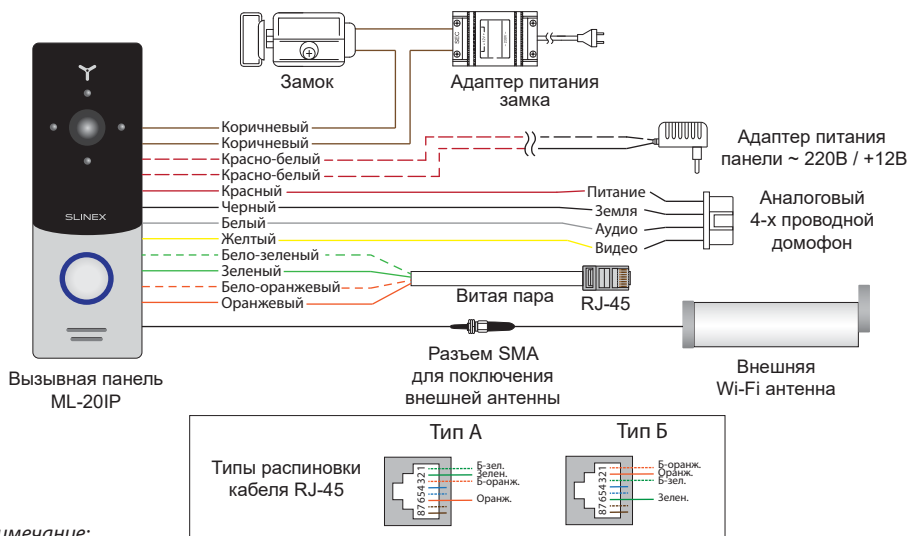 Замок
Адаптер питания
замка
SEC
Коричневый
Коричневый
Красно-белый
Красно-белый
Красный
Черный
Белый
Желтый
Бело-зеленый
Зеленый
Бело-оранжевый
Оранжевый
Адаптер питания
панели ~ 220В / +12В
Питание
Земля
Аудио
Видео
Аналоговый
4-х проводной
домофон
SLINEX
Витая пара
RJ-45
Вызывная панель
ML-20IP
Разъем SMA
для поключения
внешней антенны
Внешняя
Wi-Fi антенна
Типы распиновки
кабеля RJ-45
Тип А
87654321
Б-зел.
Зелен.
Б-оранж.
Оранж.
Тип Б
87654321
Б-оранж.
Оранж.
Б-зел.
Зелен.
имечание: